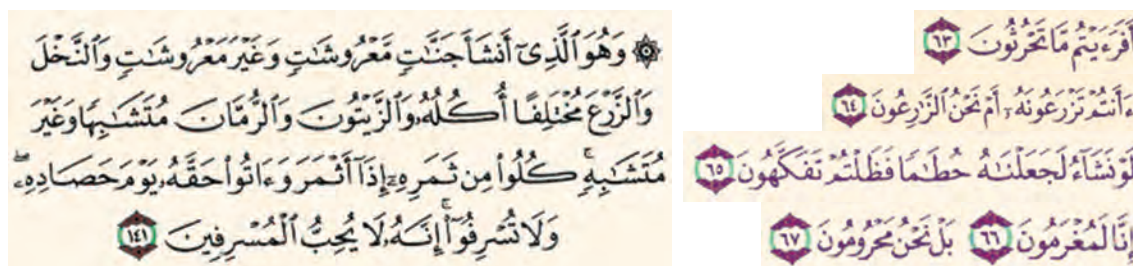 أَفَرَءَيْتُم مَّا تَحْرُثُونَ ٦٣
ءَأَنتُمْ تَزْرَعُونَهُۥٓ أَمْ نَحْنُ ٱلزَّٰرِعُونَ ٦٤
لَوْ نَشَآءُ لَجَعَلْنَٰهُ حُطَٰمًا فَظَلْتُمْ تَفَكَّهُونَ ٦٥
إِنَّا لَمُغْرَمُونَ ٦٦ بَلْ نَحْنُ مَحْرُومُونَ ٦٧
۞ وَهُوَ ٱلَّذِىٓ أَنشَأَ جَنَّٰتٍ مَّعْرُوشَٰتٍ وَغَيْرَ مَعْرُوشَٰتٍ وَٱلنَّخْلَ
وَٱلزَّرْعَ مُخْتَلِفًا أُكُلُهُۥ وَٱلزَّيْتُونَ وَٱلرُّمَّانَ مُتَشَٰبِهًا وَغَيْرَ
مُتَشَٰبِهٍۚ كُلُوا۟ مِن ثَمَرِهِۦٓ إِذَآ أَثْمَرَ وَءَاتُوا۟ حَقَّهُۥ يَوْمَ حَصَادِهِۦۖ
وَلَا تُسْرِفُوٓا۟ۚ إِنَّهُۥ لَا يُحِبُّ ٱلْمُسْرِفِينَ ١٤١